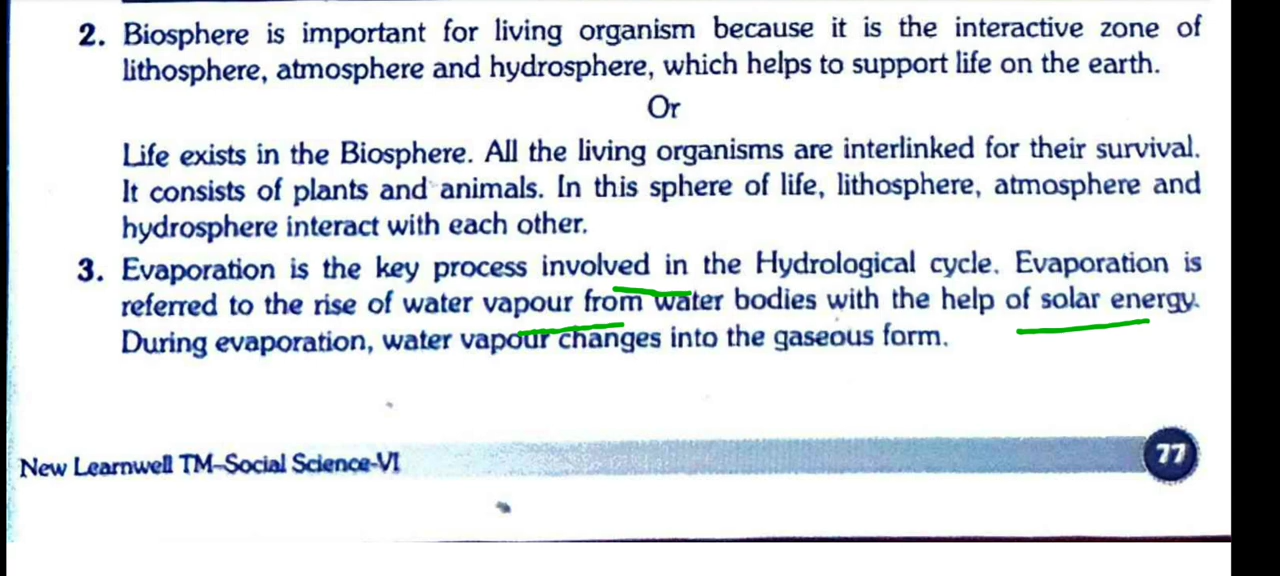 2. Biosphere is important for living organism because it is the interactive zone of
lithosphere, atmosphere and hydrosphere, which helps to support life on the earth.
Or
Life exists in the Biosphere. All the living organisms are interlinked for their survival.
It consists of plants and animals. In this sphere of life, lithosphere, atmosphere and
hydrosphere interact with each other.
3. Evaporation is the key process involved in the Hydrological cycle. Evaporation is
referred to the rise of water vapour from water bodies with the help of solar energy.
During evaporation, water vapour changes into the gaseous form.
New Learnwell TM–Social Science-VI
77